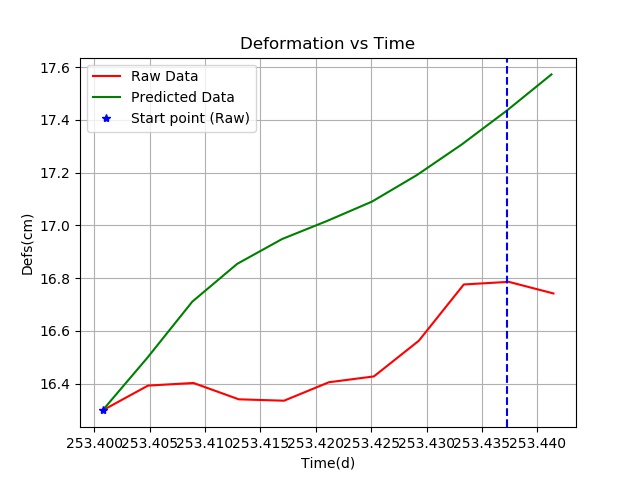 Deformation vs Time
Raw Data
Predicted Data
Start point (Raw)
17.6
17.4
17.2
17.0
16.8
16.6
16.4
Defs(cm)
253.400 253.405 253.410 253.415 253.420 253.425 253.430 253.435 253.440
Time(d)